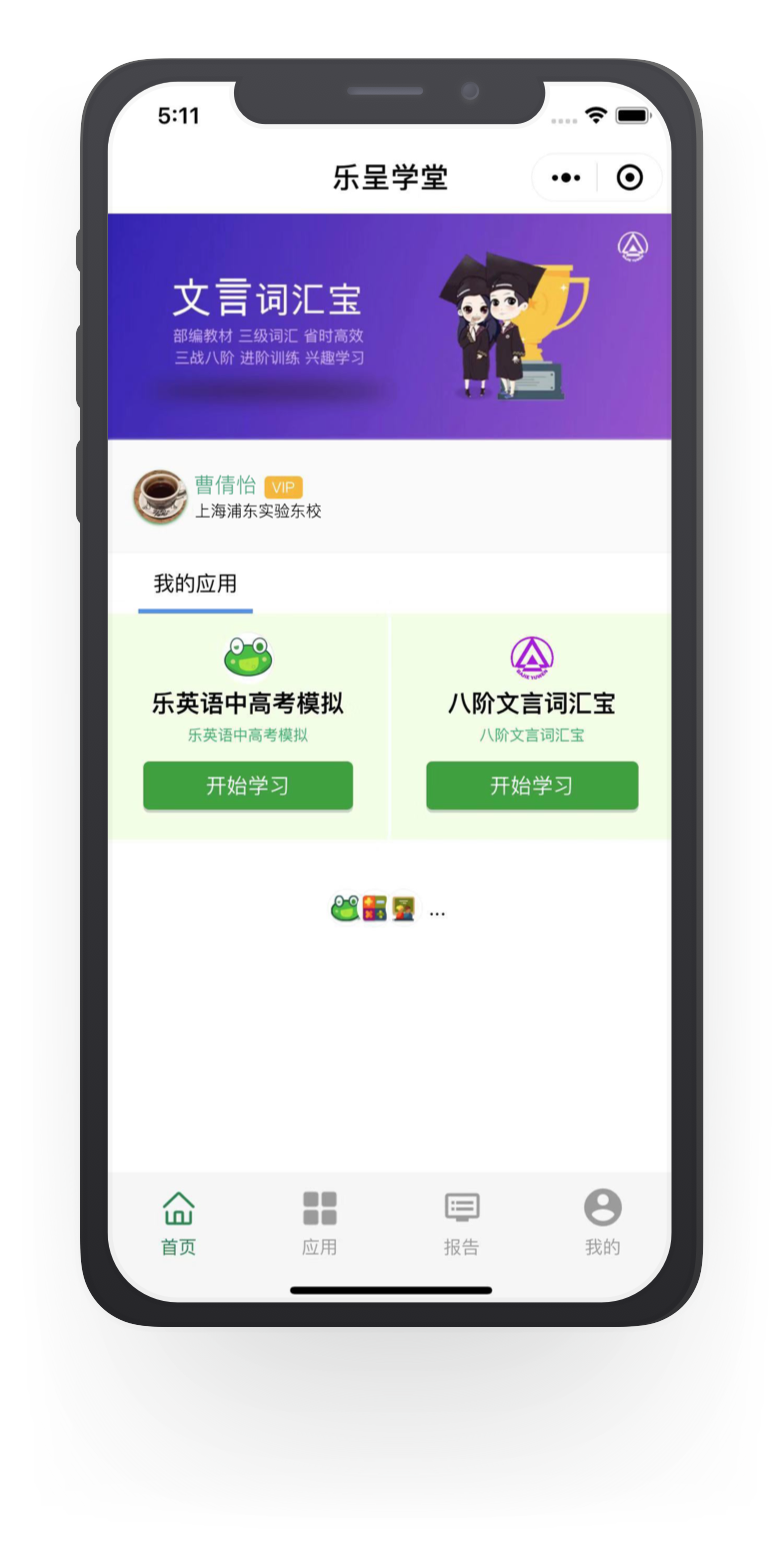 5:11
乐呈学堂
文言词汇宝
部编教材 三级词汇 省时高效
三战八阶 进阶训练 兴趣学习
曹倩怡 VIP
上海浦东实验东校
我的应用
乐英语中高考模拟
乐英语中高考模拟
开始学习
八阶文言词汇宝
八阶文言词汇宝
开始学习
...
首页
应用
报告
我的